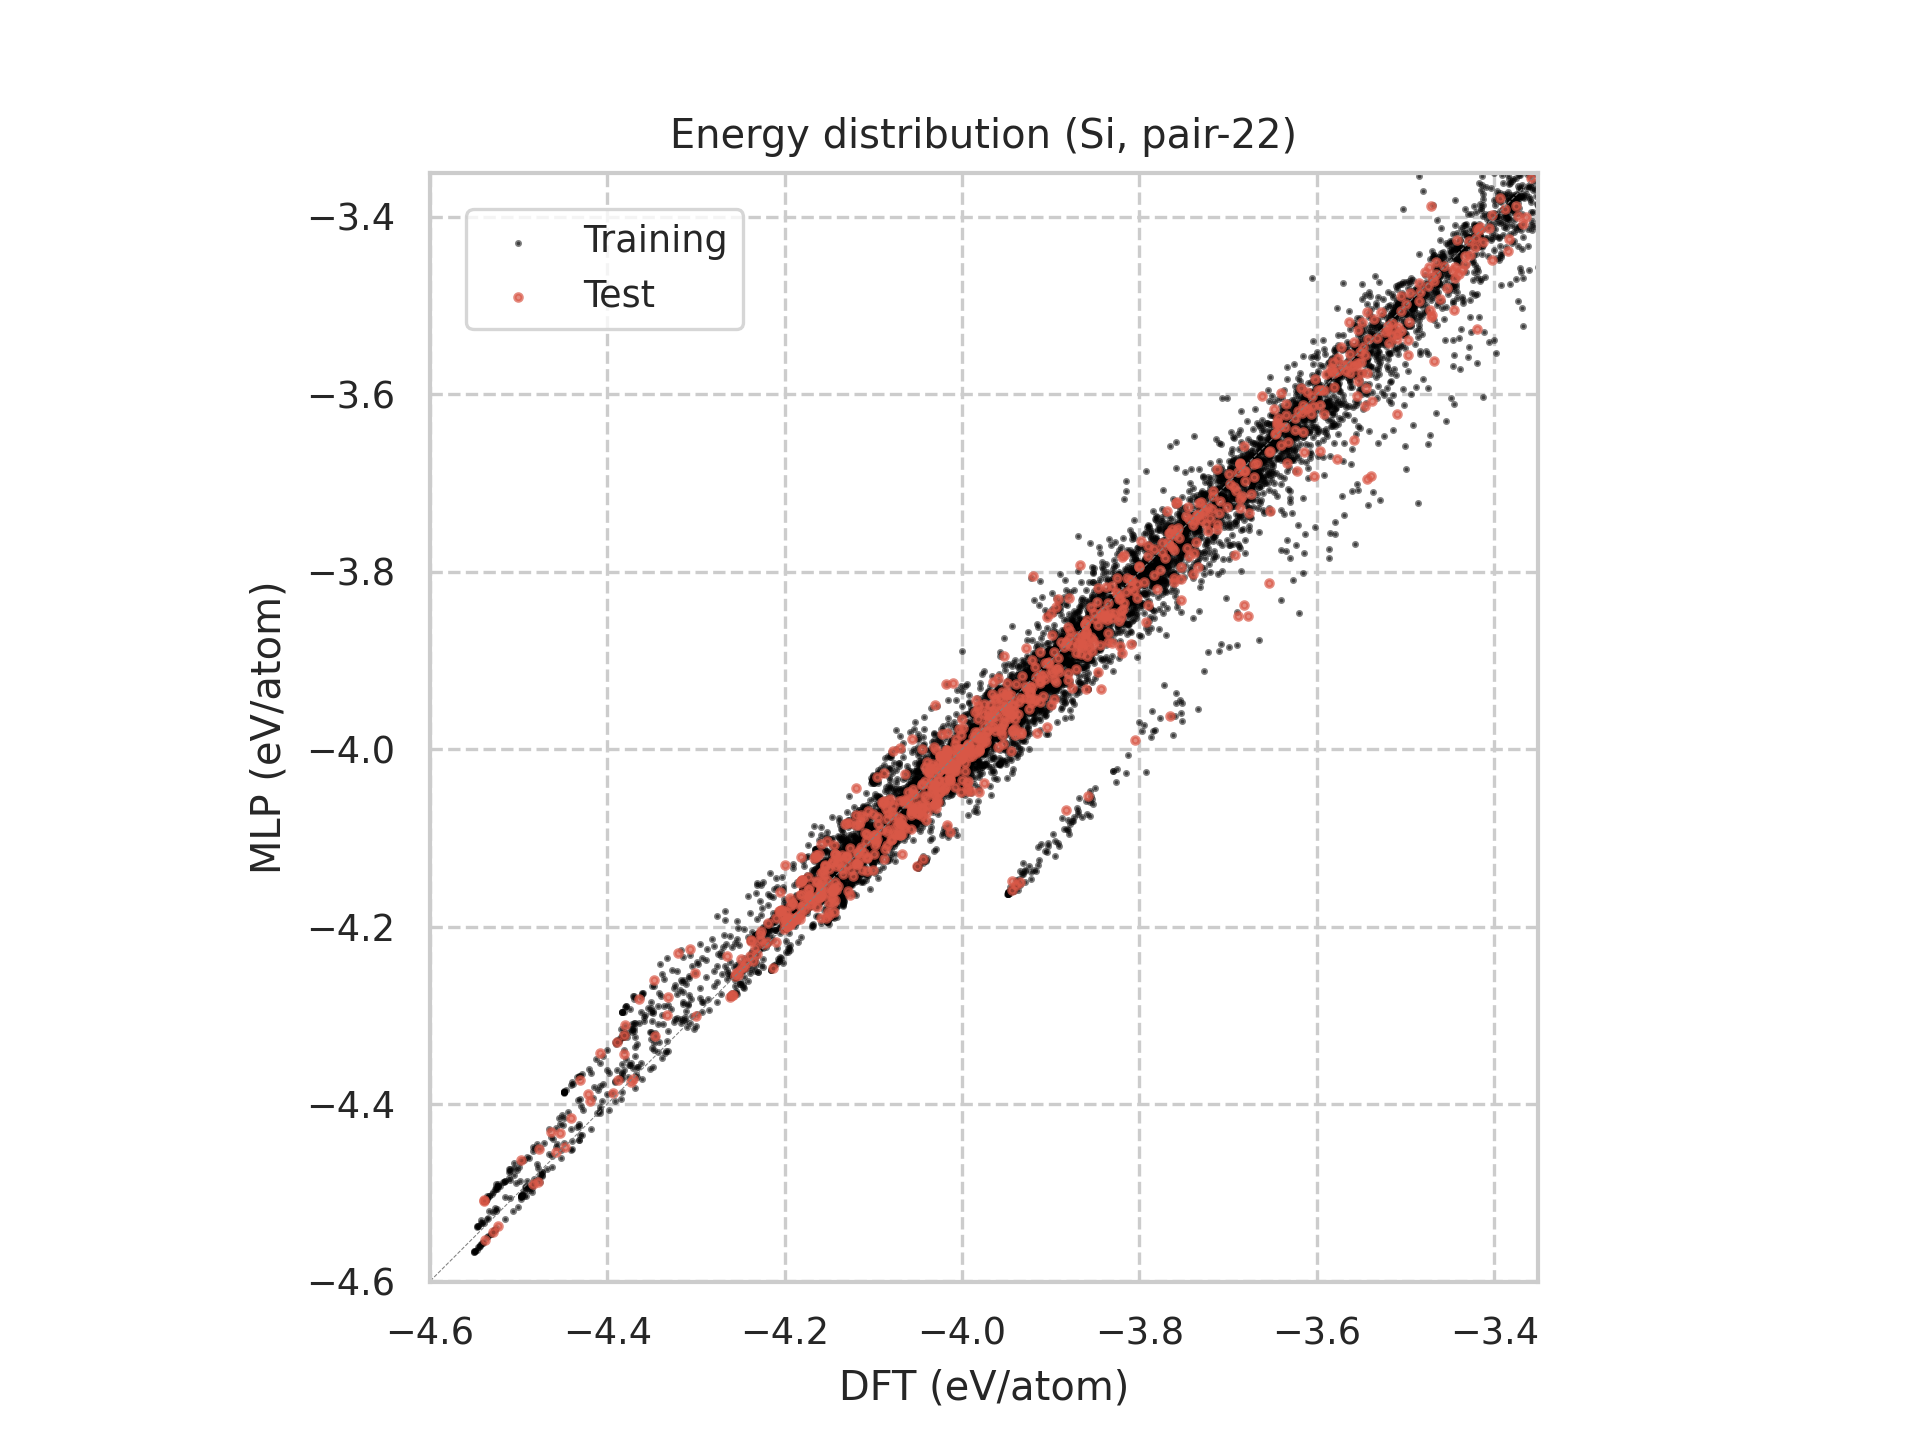 Energy distribution (Si, pair-22)
Training
Test
−3.4
−3.6
−3.8
−4.0
−4.2
−4.4
−4.6
MLP (eV/atom)
−4.6 −4.4 −4.2 −4.0 −3.8 −3.6 −3.4
DFT (eV/atom)